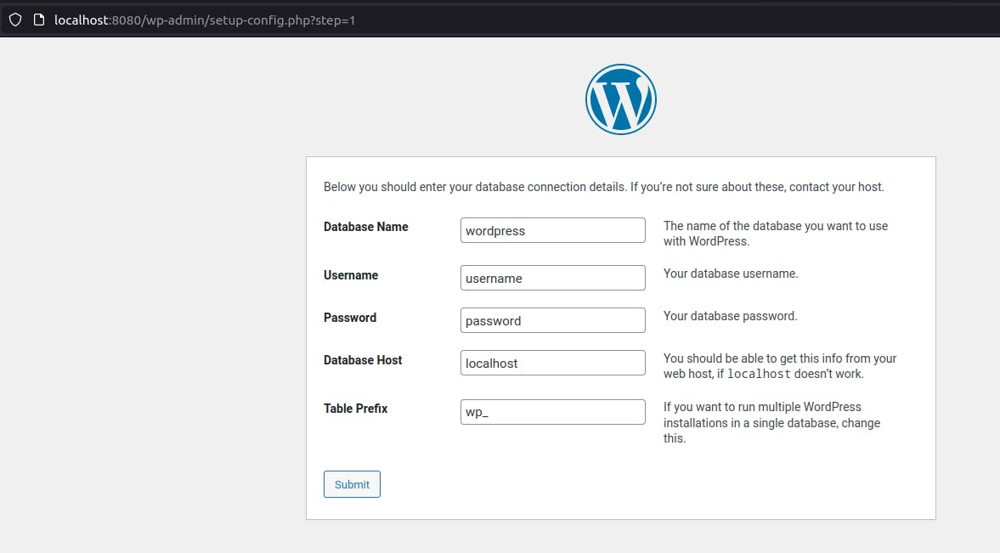 localhost:8080/wp-admin/setup-config.php?step=1
W
Below you should enter your database connection details. If you’re not sure about these, contact your host.
Database Name
wordpress
The name of the database you want to use
with WordPress.
Username
username
Your database username.
Password
password
Your database password.
Database Host
localhost
You should be able to get this info from your
web host, if localhost doesn’t work.
Table Prefix
wp_
If you want to run multiple WordPress
installations in a single database, change
this.
Submit